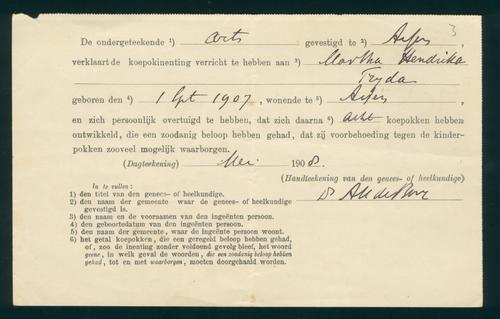 3
De ondergeteekende ¹) arts gevestigd te ²)
verklaart de koepokinenting verricht te hebben aan ³) Martha Hendrika
geboren den ⁴) 1 Spt 1907, wonende te ⁵)
en zich persoonlijk overtuigd te hebben, dat zich daarna ⁶) acht koepokken hebben
ontwikkeld, die een zoodanig beloop hebben gehad, dat zij voorbehoeding tegen de kinder-
pokken zooveel mogelijk waarborgen.
(Dagteekening) Mei 1908.
(Handteekening van den genees- of heelkundige)
Dr
In te vullen:
1) den titel van den genees- of heelkundige.
2) den naam der gemeente waar de genees- of heelkundige
gevestigd is.
3) den naam en de voornamen van den ingeënten persoon.
4) den geboortedatum van den ingeënten persoon.
5) den naam der gemeente, waar de ingeënte persoon woont.
6) het getal koepokken, die een geregeld beloop hebben gehad,
of, zoo de inenting zonder voldoend gevolg bleef, het woord
geene, in welk geval de woorden, die een zoodanig beloop hebben
gehad, tot en met waarborgen, moeten doorgehaald worden.